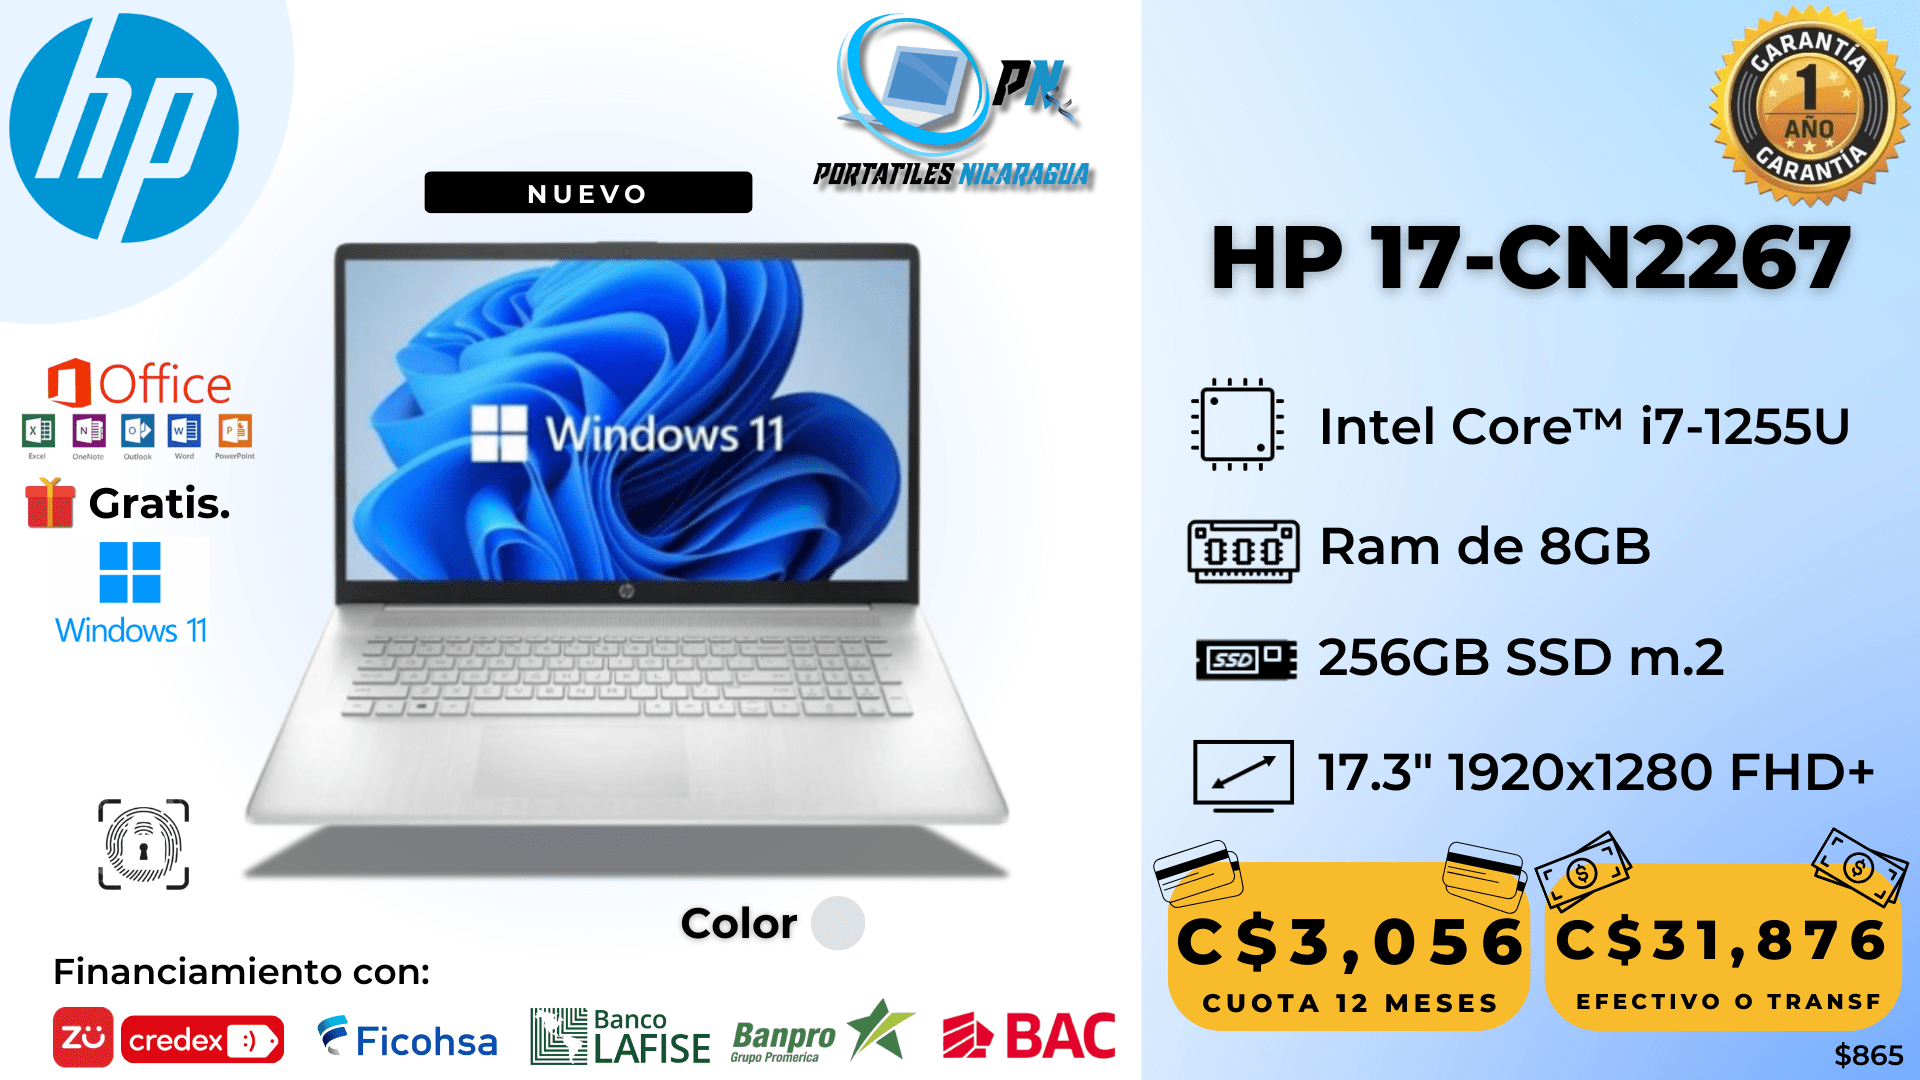 hp
PN
PORTATILES NICARAGUA
NUEVO
Windows 11
hp
Office
Excel
OneNote
Outlook
Word
PowerPoint
Gratis.
Windows 11
Color
Financiamiento con:
zü
credex :)
Ficohsa
Banco
LAFISE
Banpro
Grupo Promerica
BAC
GARANTÍA
1
AÑO
GARANTÍA
HP 17-CN2267
Intel Core™ i7-1255U
Ram de 8GB
SSD
256GB SSD m.2
17.3" 1920x1280 FHD+
C$3,056
CUOTA 12 MESES
C$31,876
EFECTIVO O TRANSF
$865